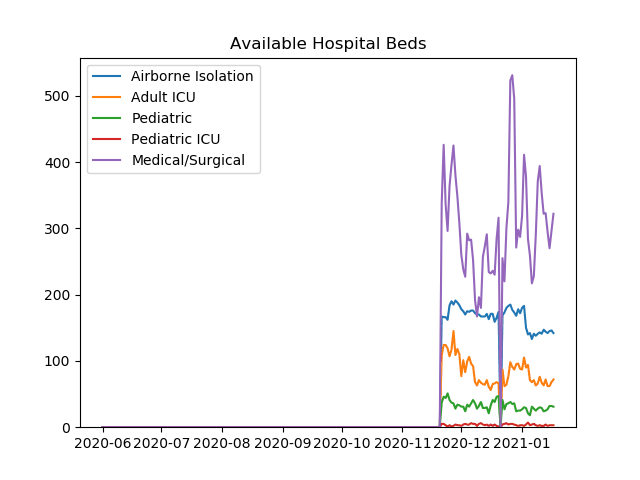 Available Hospital Beds
Airborne Isolation
Adult ICU
Pediatric
Pediatric ICU
Medical/Surgical
500
400
300
200
100
0
2020-06 2020-07 2020-08 2020-09 2020-10 2020-11 2020-12 2021-01